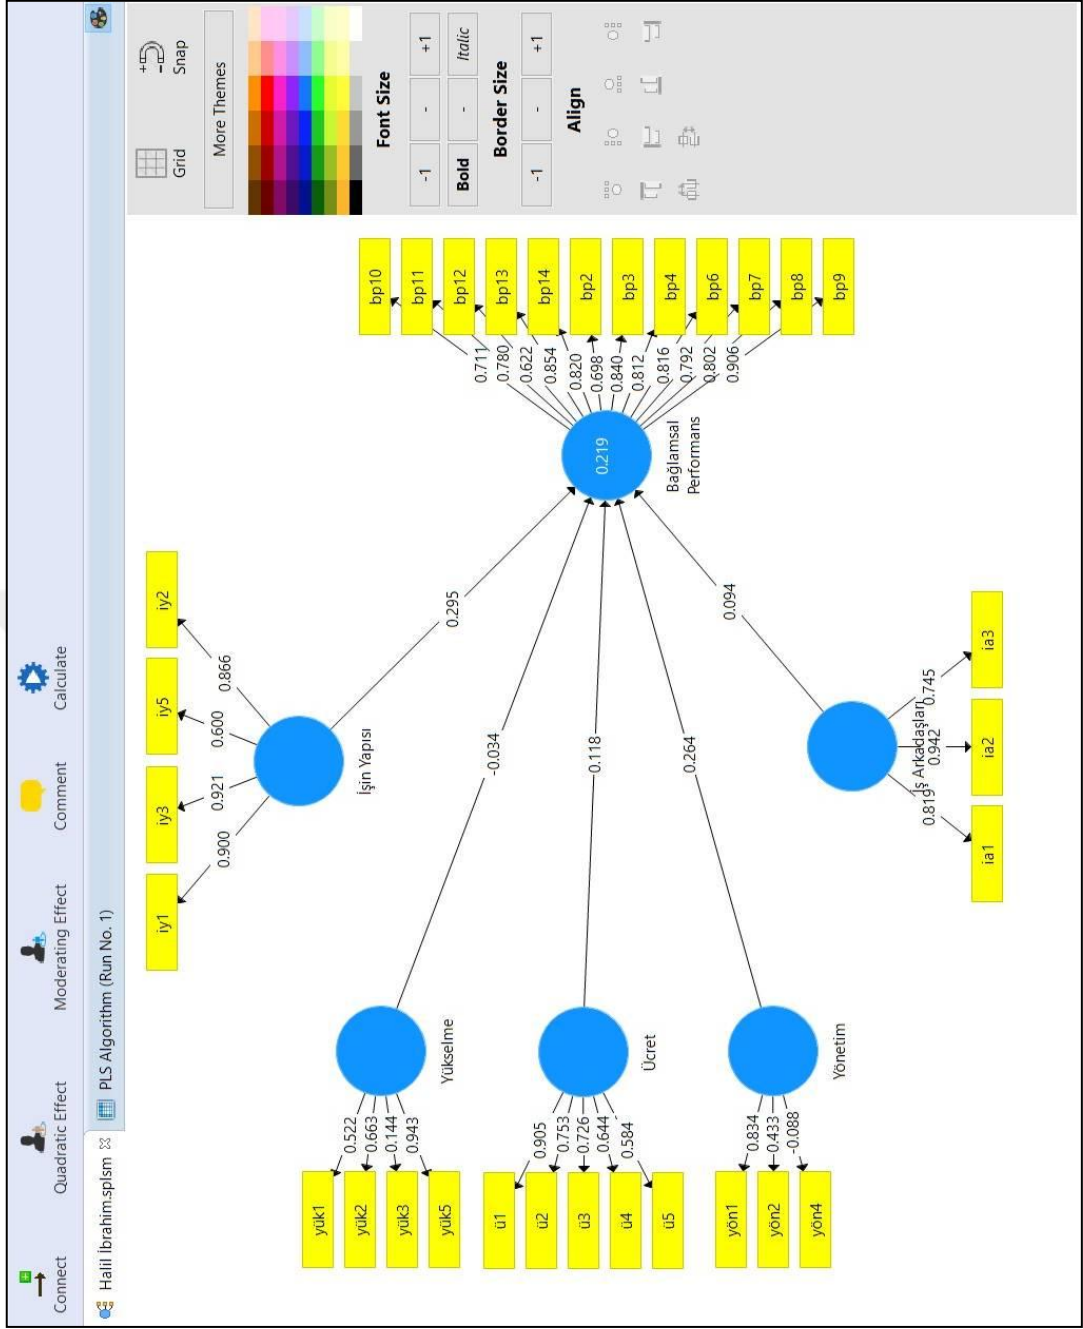 Connect
Quadratic Effect
Moderating Effect
Comment
Calculate
Halil İbrahim.splsm
PLS Algorithm (Run No. 1)
iy1
iy3
iy5
iy2
0.900
0.921
0.600
0.866
İşin Yapısı
0.295
yük1
yük2
yük3
yük5
0.522
0.663
0.144
0.943
Yükselme
-0.034
ü1
ü2
ü3
ü4
ü5
0.905
0.753
0.726
0.644
0.584
Ücret
0.118
yön1
yön2
yön4
0.834
0.433
-0.088
Yönetim
0.264
İş Arkadaşları
0.819
0.942
0.745
ia1
ia2
ia3
0.094
0.219
Bağlamsal
Performans
0.711
0.780
0.622
0.854
0.820
0.698
0.840
0.812
0.816
0.792
0.802
0.906
bp10
bp11
bp12
bp13
bp14
bp2
bp3
bp4
bp6
bp7
bp8
bp9
Grid
Snap
More Themes
Font Size
-1
-
+1
Bold
-
Italic
Border Size
-1
-
+1
Align